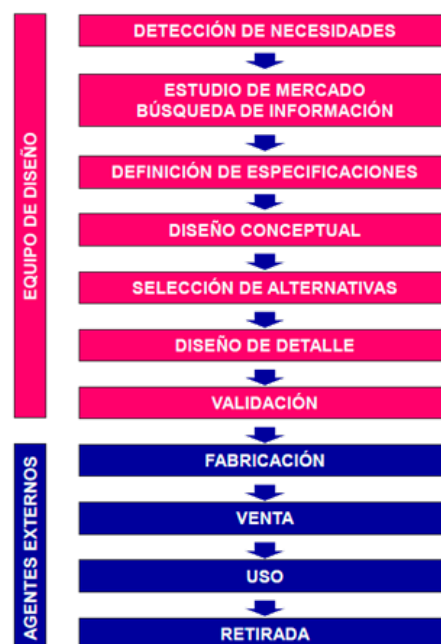 EQUIPO DE DISEÑO
DETECCIÓN DE NECESIDADES
ESTUDIO DE MERCADO
BÚSQUEDA DE INFORMACIÓN
DEFINICIÓN DE ESPECIFICACIONES
DISEÑO CONCEPTUAL
SELECCIÓN DE ALTERNATIVAS
DISEÑO DE DETALLE
VALIDACIÓN
AGENTES EXTERNOS
FABRICACIÓN
VENTA
USO
RETIRADA